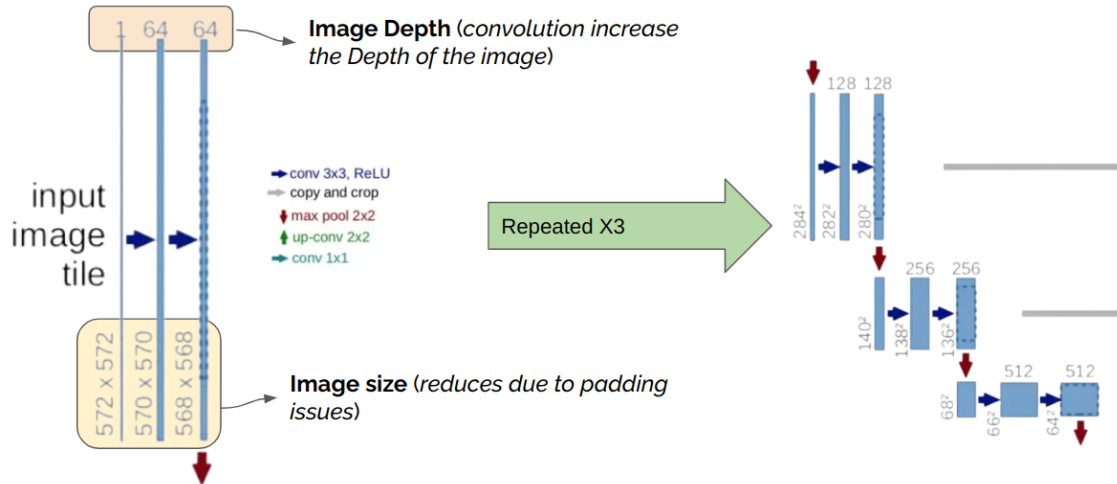 1 64 64
Image Depth (convolution increase
the Depth of the image)
input
image
tile
572 x 572
570 x 570
568 x 568
Image size (reduces due to padding
issues)
conv 3x3, ReLU
copy and crop
max pool 2x2
up-conv 2x2
conv 1x1
Repeated X3
128 128
284²
282²
280²
256 256
140²
138²
136²
512 512
68²
66²
64²